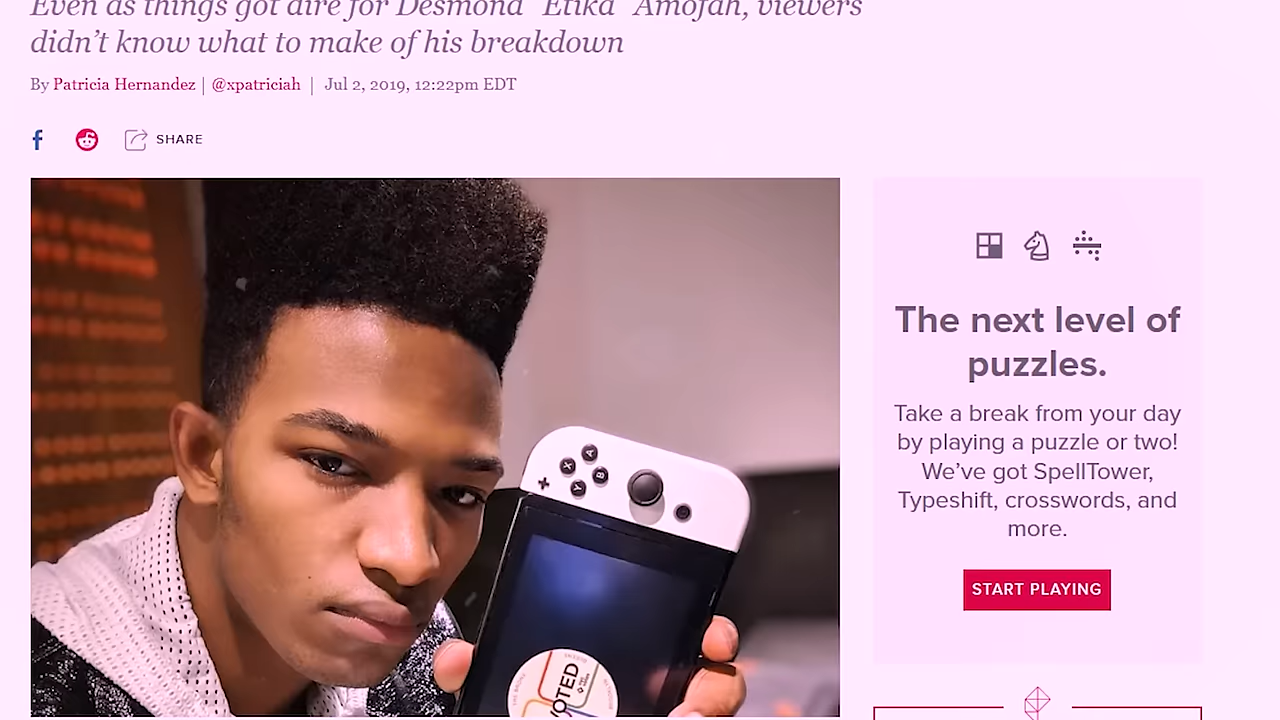 Even as things got dire for Desmond "Etika" Amofah, viewers
didn't know what to make of his breakdown
By Patricia Hernandez | @xpatriciah | Jul 2, 2019, 12:22pm EDT
SHARE
The next level of
puzzles.
Take a break from your day
by playing a puzzle or two!
We've got SpellTower,
Typeshift, crosswords, and
more.
START PLAYING
X
A
B
Y
VOTED